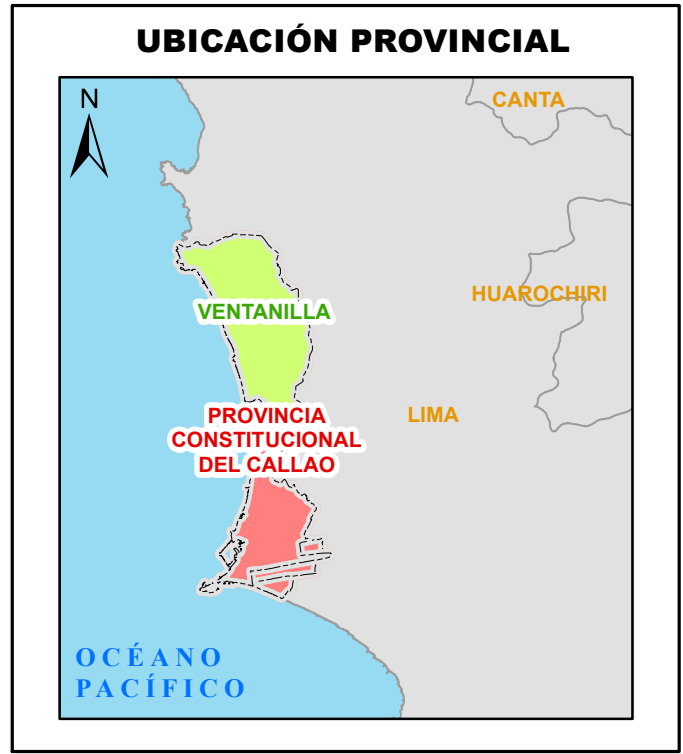 UBICACIÓN PROVINCIAL
N
CANTA
HUAROCHIRI
VENTANILLA
PROVINCIA
CONSTITUCIONAL
DEL CALLAO
LIMA
OCÉANO
PACÍFICO